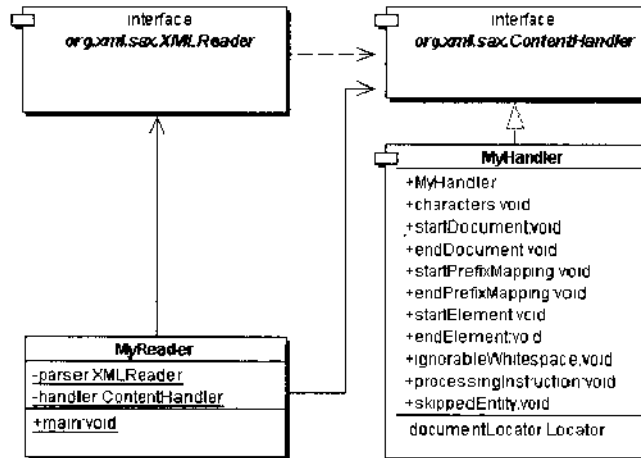 interface
org.xml.sax.XMLReader
interface
org.xml.sax.ContentHandler
MyHandler
+MyHandler
+characters:void
+startDocument:void
+endDocument:void
+startPrefixMapping:void
+endPrefixMapping:void
+startElement:void
+endElement:void
+ignorableWhitespace:void
+processingInstruction:void
+skippedEntity:void
documentLocator:Locator
MyReader
-parser:XMLReader
-handler:ContentHandler
+main:void